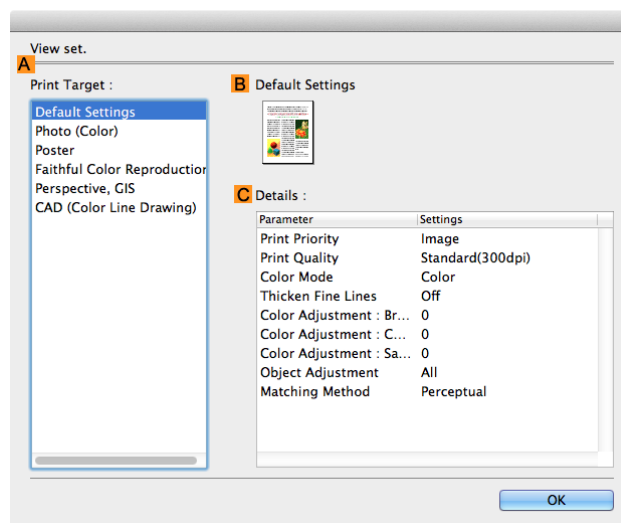 View set.
A
Print Target :
B Default Settings
Default Settings
Photo (Color)
Poster
Faithful Color Reproduction
Perspective, GIS
CAD (Color Line Drawing)
C Details :
Parameter Settings
Print Priority Image
Print Quality Standard(300dpi)
Color Mode Color
Thicken Fine Lines Off
Color Adjustment : Br... 0
Color Adjustment : C... 0
Color Adjustment : Sa... 0
Object Adjustment All
Matching Method Perceptual
OK